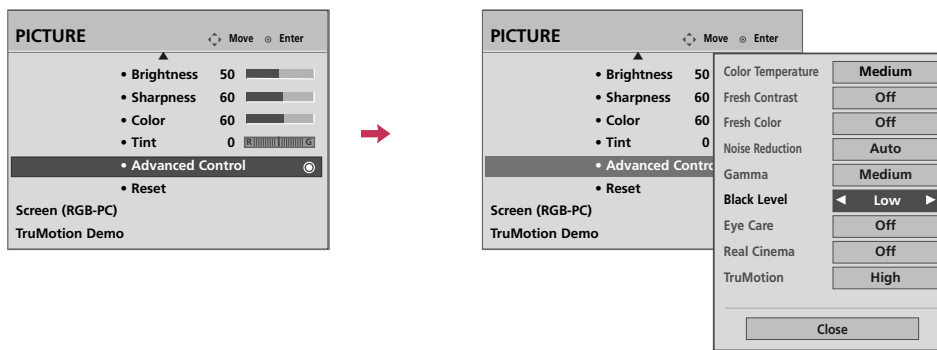 PICTURE Move Enter
• Brightness 50
• Sharpness 60
• Color 60
• Tint 0 R G
• Advanced Control
• Reset
Screen (RGB-PC)
TruMotion Demo
PICTURE Move Enter
• Brightness 50
• Sharpness 60
• Color 60
• Tint 0
• Advanced Contro
• Reset
Screen (RGB-PC)
TruMotion Demo
Color Temperature Medium
Fresh Contrast Off
Fresh Color Off
Noise Reduction Auto
Gamma Medium
Black Level Low
Eye Care Off
Real Cinema Off
TruMotion High
Close